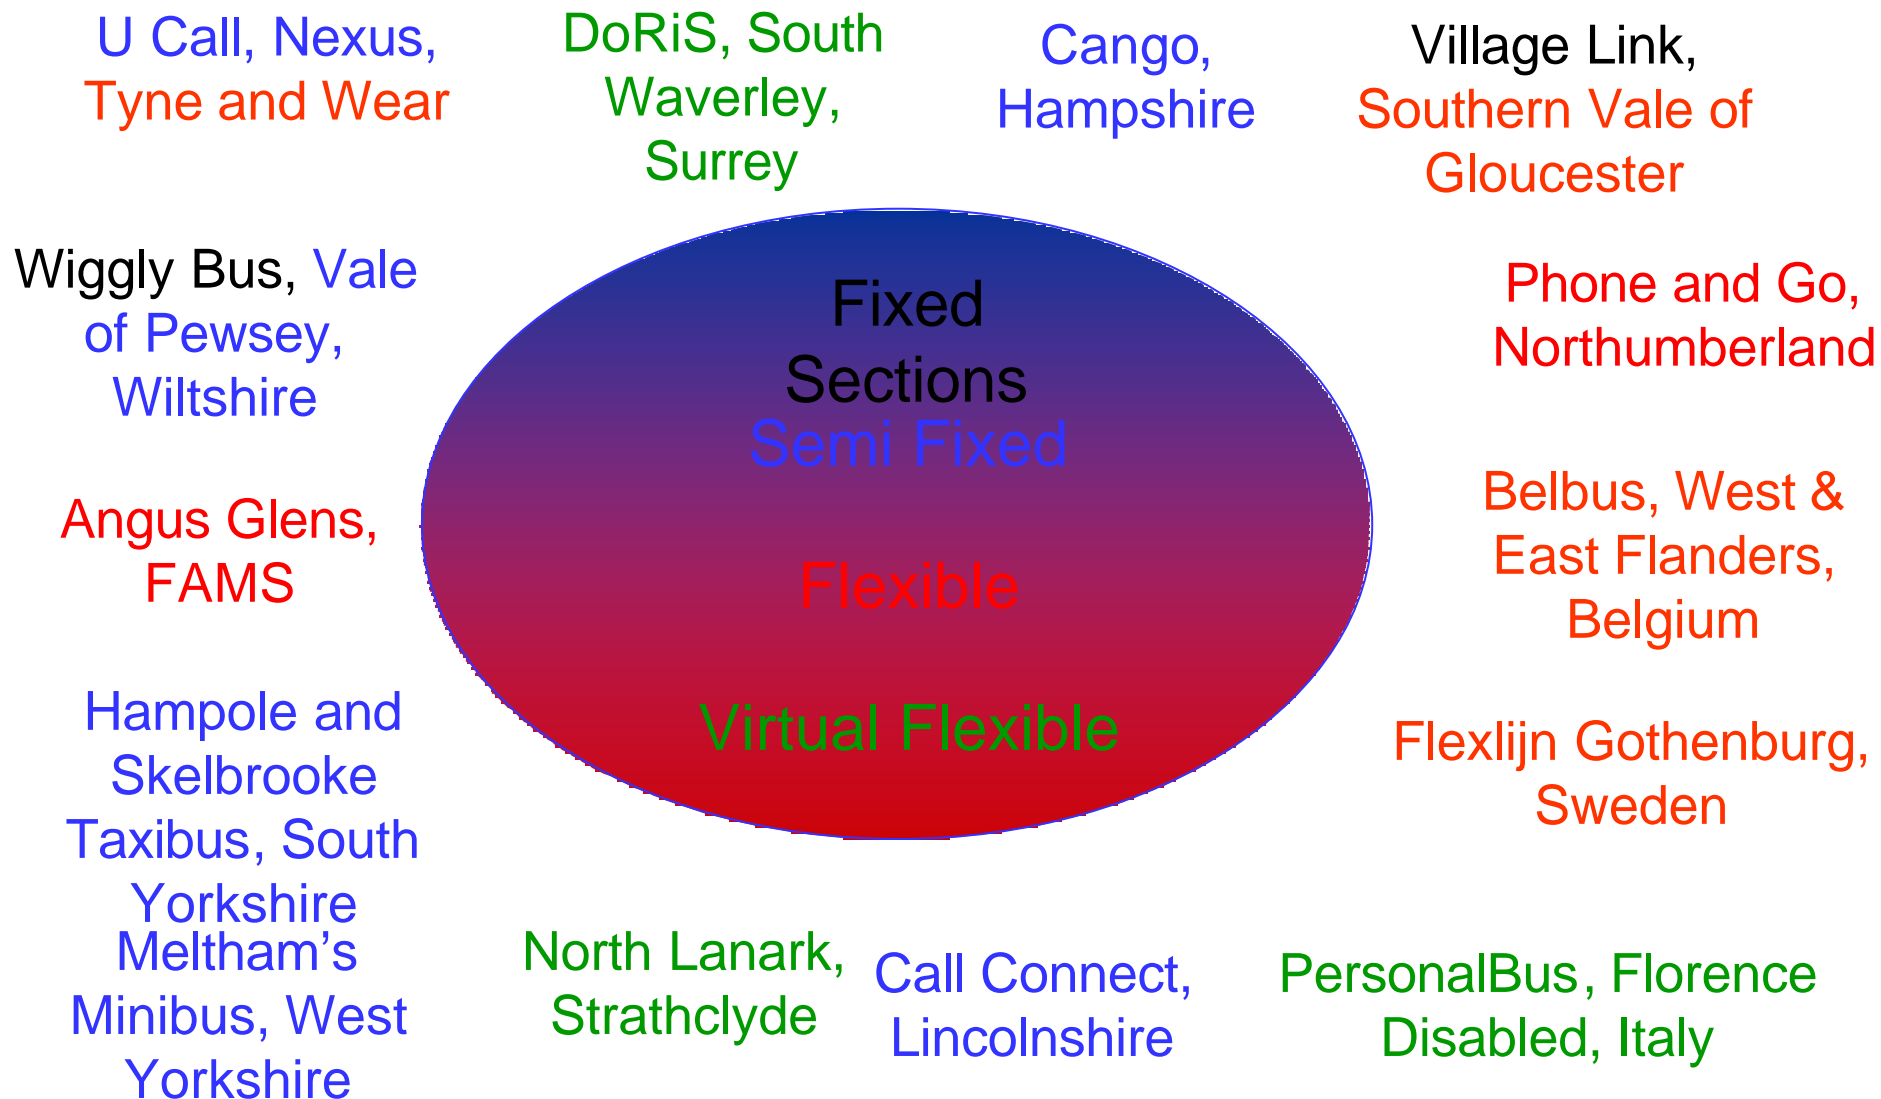 U Call, Nexus,
Tyne and Wear
DoRiS, South
Waverley,
Surrey
Cango,
Hampshire
Village Link,
Southern Vale of
Gloucester
Wiggly Bus, Vale
of Pewsey,
Wiltshire
Fixed
Sections
Semi Fixed
Flexible
Virtual Flexible
Phone and Go,
Northumberland
Angus Glens,
FAMS
Belbus, West &
East Flanders,
Belgium
Hampole and
Skelbrooke
Taxibus, South
Yorkshire
Flexlijn Gothenburg,
Sweden
Meltham’s
Minibus, West
Yorkshire
North Lanark,
Strathclyde
Call Connect,
Lincolnshire
PersonalBus, Florence
Disabled, Italy